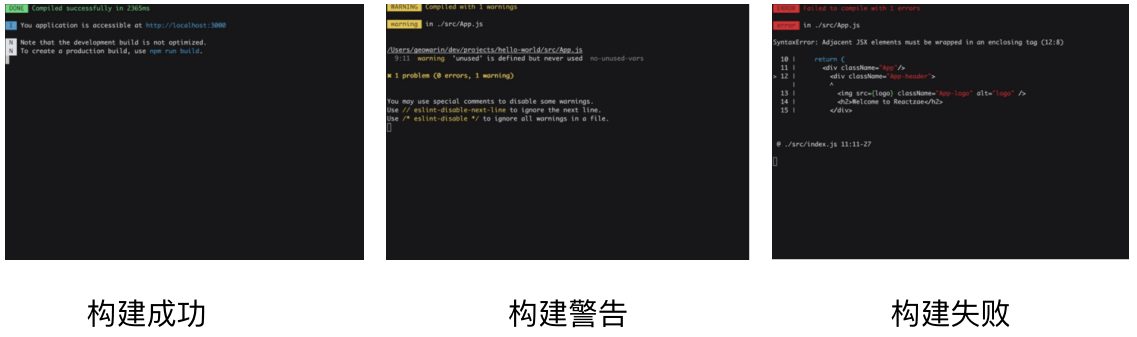 DONE Compiled successfully in 2365ms
I You application is accessible at http://localhost:3000
N Note that the development build is not optimized.
N To create a production build, use npm run build.
WARNING Compiled with 1 warnings
warning in ./src/App.js
/Users/geowarin/dev/projects/hello-world/src/App.js
9:11 warning 'unused' is defined but never used no-unused-vars
✖ 1 problem (0 errors, 1 warning)
You may use special comments to disable some warnings.
Use // eslint-disable-next-line to ignore the next line.
Use /* eslint-disable */ to ignore all warnings in a file.
ERROR Failed to compile with 1 errors
error in ./src/App.js
SyntaxError: Adjacent JSX elements must be wrapped in an enclosing tag (12:8)
10 | return (
11 | <div className="App"/>
> 12 | <div className="App-header">
| ^
13 | <img src={logo} className="App-logo" alt="logo" />
14 | <h2>Welcome to Reactzae</h2>
15 | </div>
@ ./src/index.js 11:11-27
构建成功
构建警告
构建失败